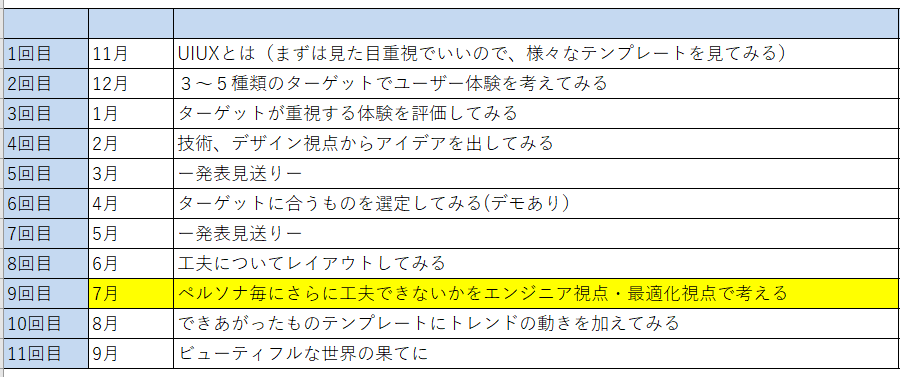 1回目 11月 UIUXとは（まずは見た目重視でいいので、様々なテンプレートを見てみる）
2回目 12月 ３～５種類のターゲットでユーザー体験を考えてみる
3回目 1月 ターゲットが重視する体験を評価してみる
4回目 2月 技術、デザイン視点からアイデアを出してみる
5回目 3月 ー発表見送りー
6回目 4月 ターゲットに合うものを選定してみる(デモあり)
7回目 5月 ー発表見送りー
8回目 6月 工夫についてレイアウトしてみる
9回目 7月 ペルソナ毎にさらに工夫できないかをエンジニア視点・最適化視点で考える
10回目 8月 できあがったものテンプレートにトレンドの動きを加えてみる
11回目 9月 ビューティフルな世界の果てに